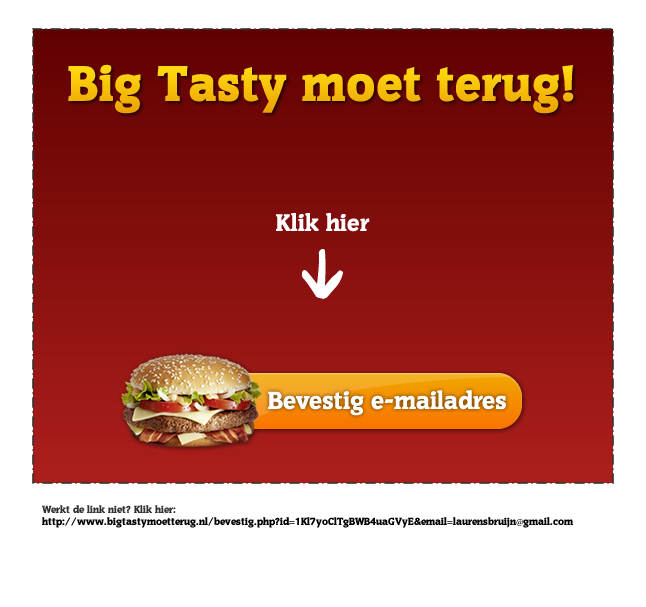 Big Tasty moet terug!
Klik hier
Bevestig e-mailadres
Werkt de link niet? Klik hier:
http://www.bigtastymoetterug.nl/bevestig.php?id=1Kl7yoClTgBWB4uaGVyE&email=laurensbruijn@gmail.com